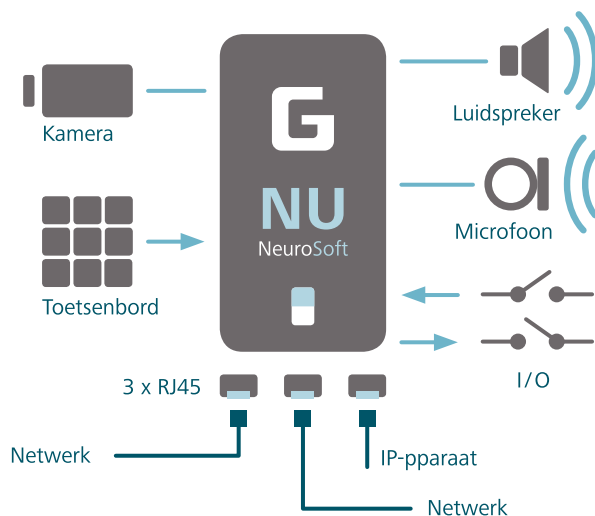 Kamera
Toetsenbord
G
NU
NeuroSoft
Luidspreker
Microfoon
I/O
3 x RJ45
Netwerk
IP-pparaat
Netwerk